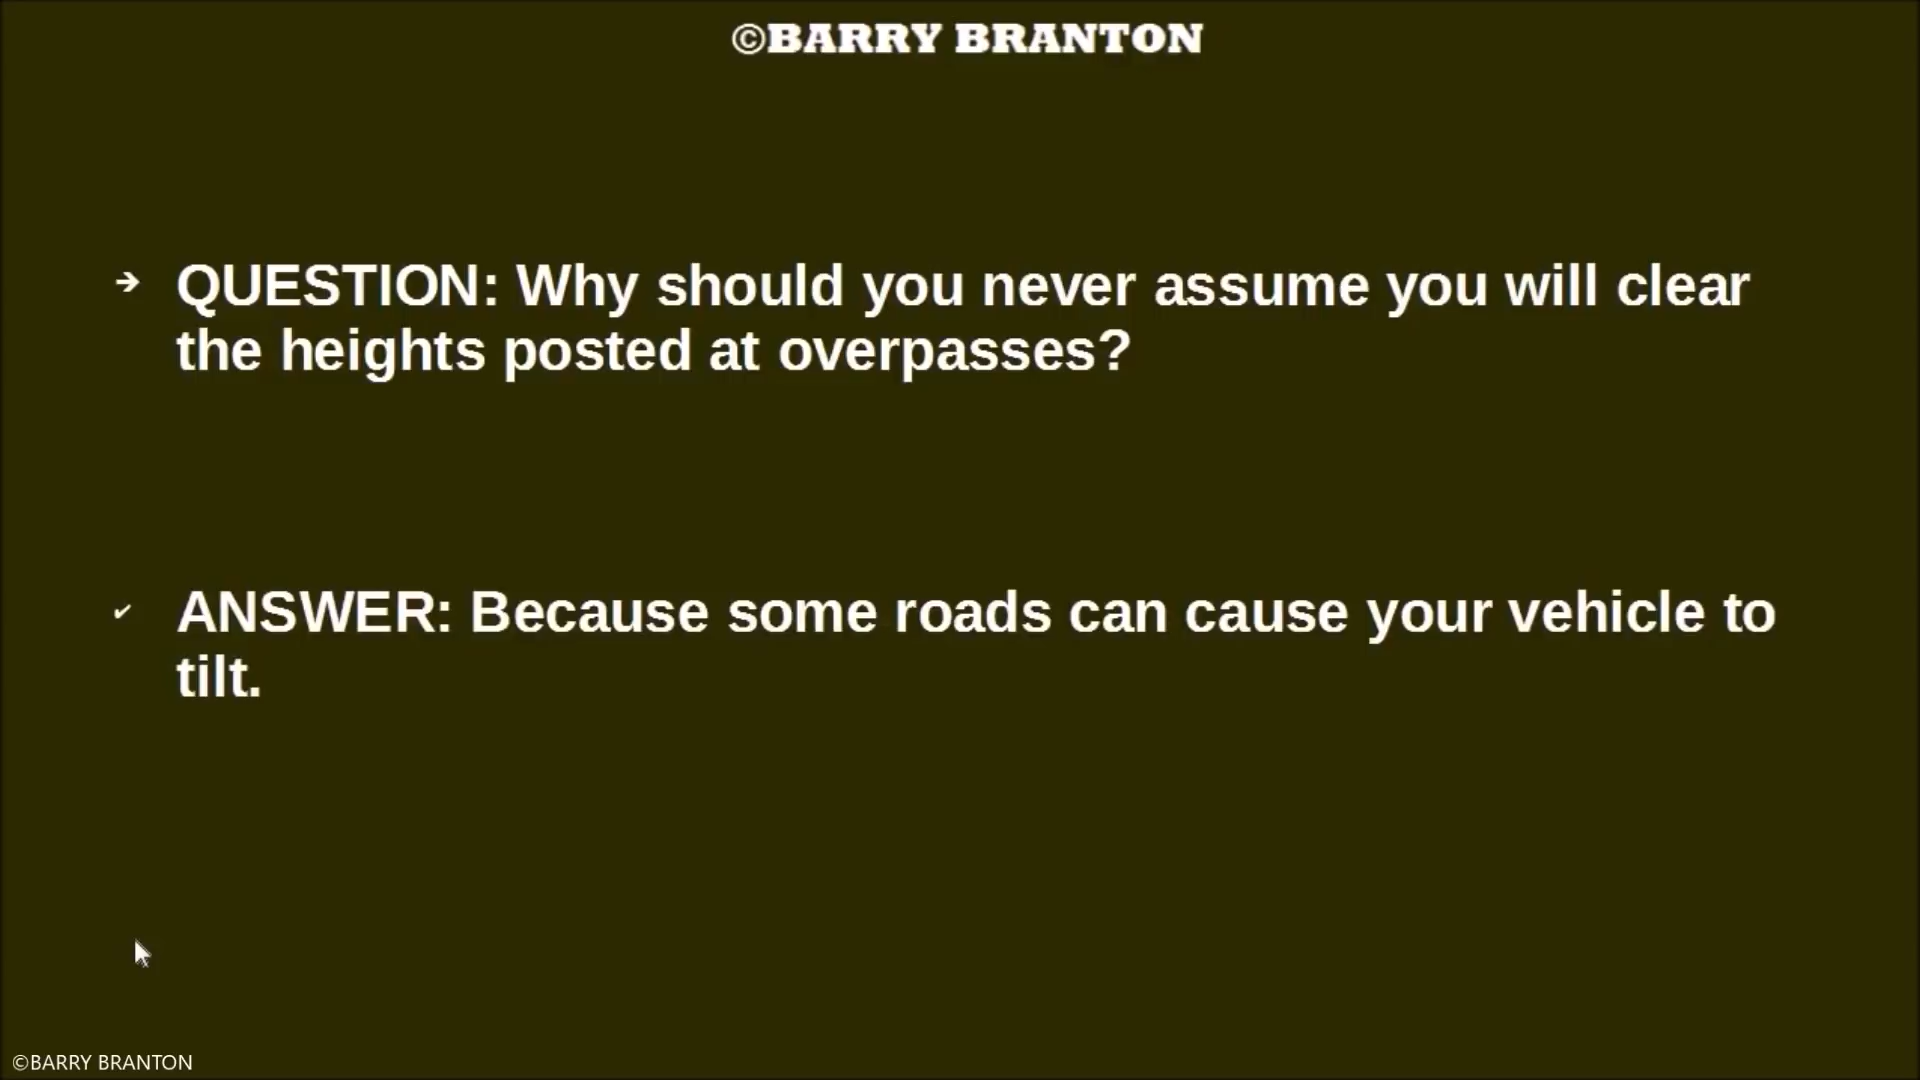 ©BARRY BRANTON
➔ QUESTION: Why should you never assume you will clear
the heights posted at overpasses?
✔ ANSWER: Because some roads can cause your vehicle to
tilt.
©BARRY BRANTON